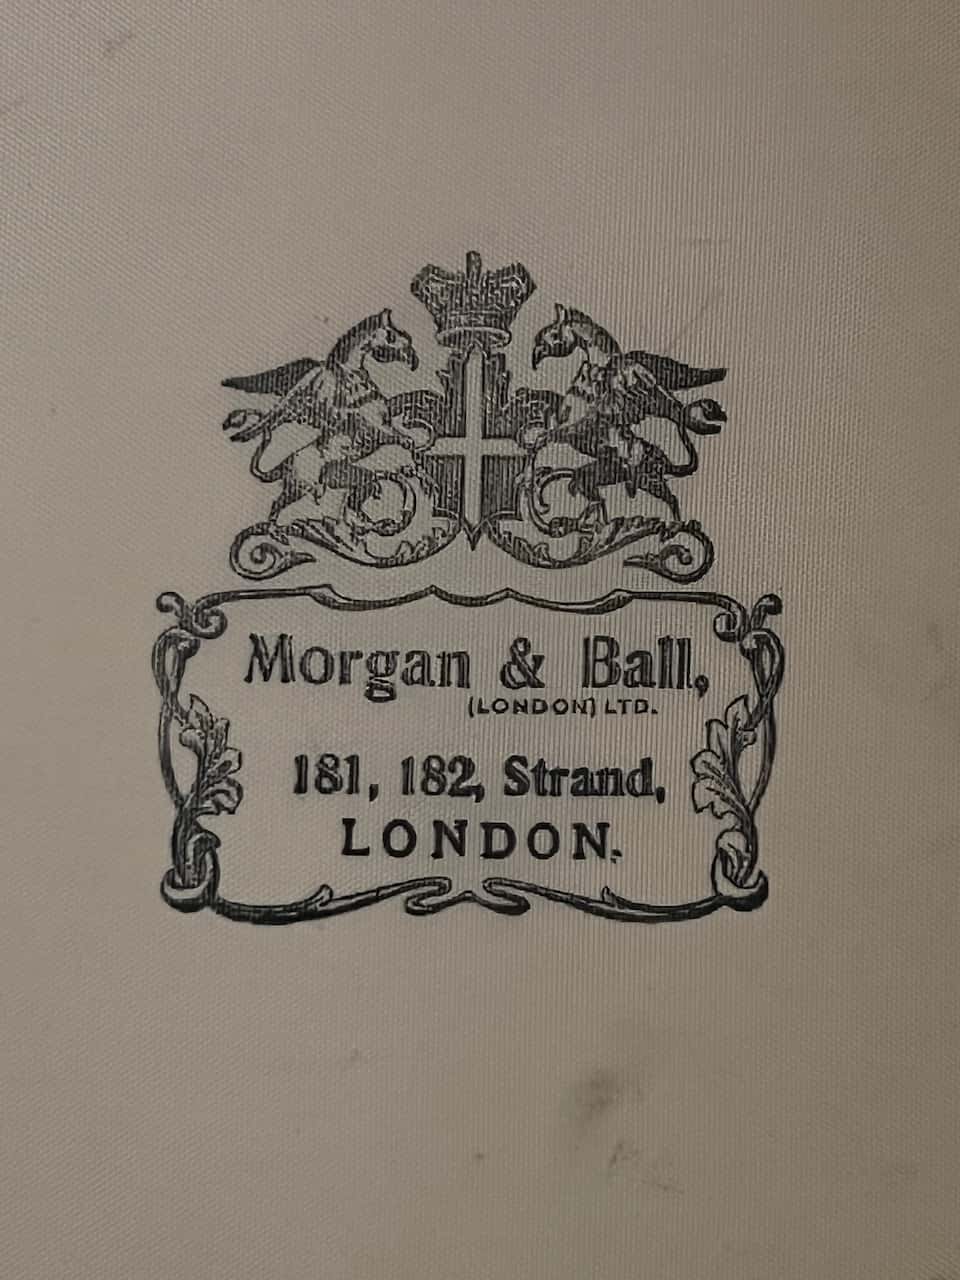 Morgan & Ball,
(LONDON) LTD.
181, 182, Strand,
LONDON.